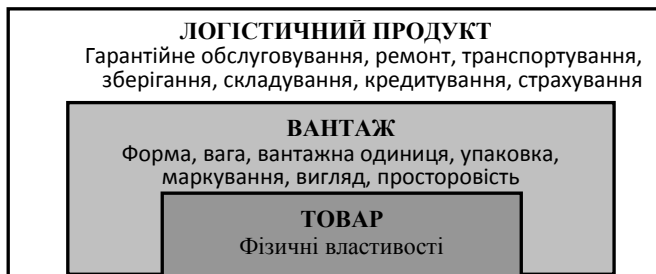 ЛОГІСТИЧНИЙ ПРОДУКТ
Гарантійне обслуговування, ремонт, транспортування,
зберігання, складування, кредитування, страхування
ВАНТАЖ
Форма, вага, вантажна одиниця, упаковка,
маркування, вигляд, просторовість
ТОВАР
Фізичні властивості